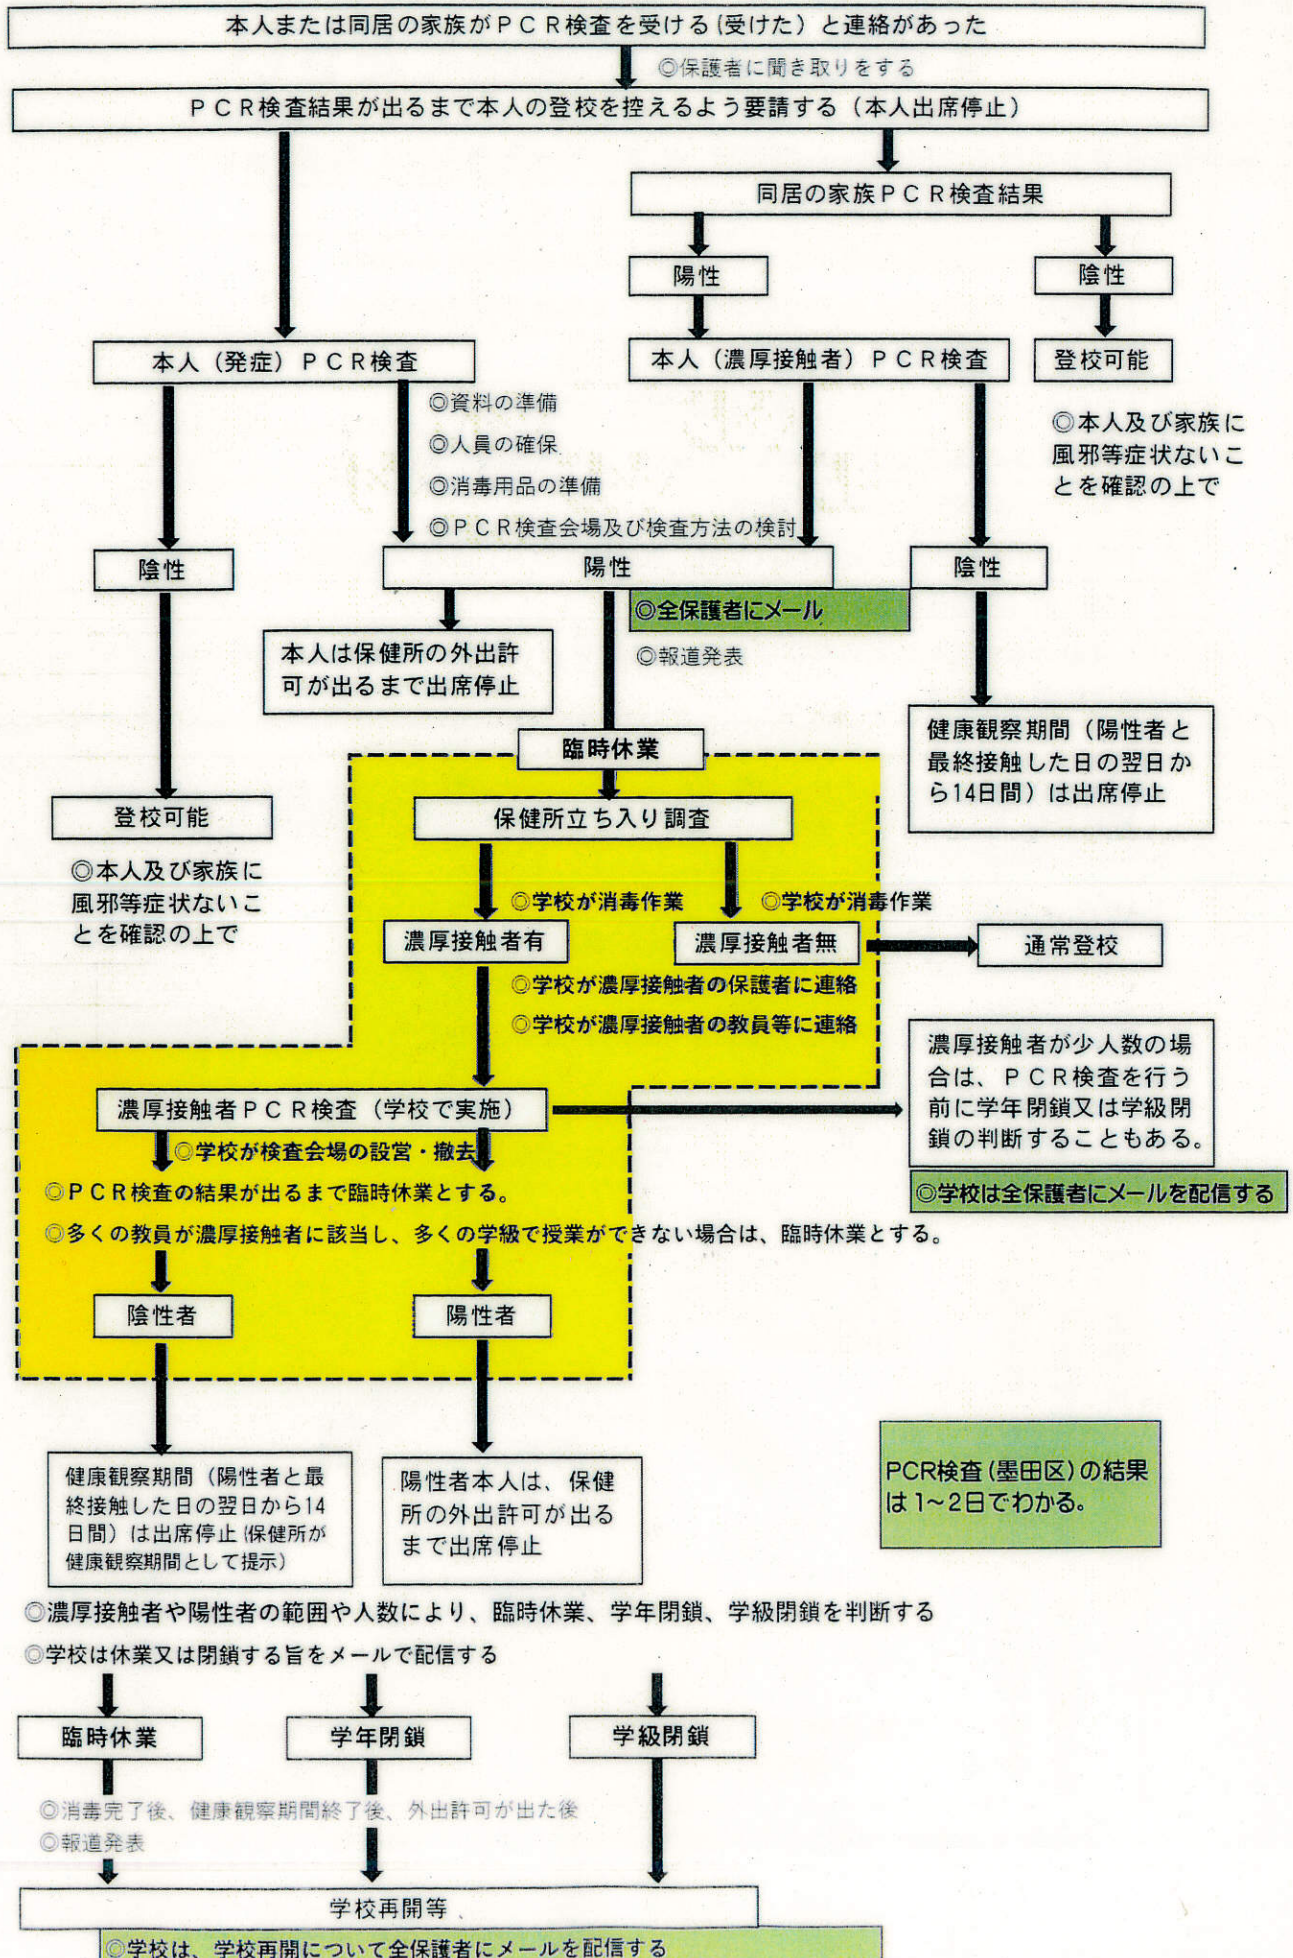 本人または同居の家族がＰＣＲ検査を受ける(受けた）と連絡があった
◎保護者に聞き取りをする
ＰＣＲ検査結果が出るまで本人の登校を控えるよう要請する（本人出席停止）
同居の家族ＰＣＲ検査結果
陽性
陰性
本人（発症）ＰＣＲ検査
本人（濃厚接触者）ＰＣＲ検査
登校可能
◎資料の準備
◎人員の確保
◎消毒用品の準備
◎ＰＣＲ検査会場及び検査方法の検討
◎本人及び家族に
風邪等症状ないこ
とを確認の上で
陰性
陽性
陰性
◎全保護者にメール
◎報道発表
本人は保健所の外出許
可が出るまで出席停止
健康観察期間（陽性者と
最終接触した日の翌日か
ら14日間）は出席停止
臨時休業
登校可能
保健所立ち入り調査
◎本人及び家族に
風邪等症状ないこ
とを確認の上で
◎学校が消毒作業
◎学校が消毒作業
濃厚接触者有
濃厚接触者無
通常登校
◎学校が濃厚接触者の保護者に連絡
◎学校が濃厚接触者の教員等に連絡
濃厚接触者が少人数の場
合は、ＰＣＲ検査を行う
前に学年閉鎖又は学級閉
鎖の判断することもある。
◎学校は全保護者にメールを配信する
濃厚接触者ＰＣＲ検査（学校で実施）
◎学校が検査会場の設営・撤去
◎ＰＣＲ検査の結果が出るまで臨時休業とする。
◎多くの教員が濃厚接触者に該当し、多くの学級で授業ができない場合は、臨時休業とする。
陰性者
陽性者
健康観察期間（陽性者と最
終接触した日の翌日から14
日間）は出席停止(保健所が
健康観察期間として提示）
陽性者本人は、保健
所の外出許可が出る
まで出席停止
PCR検査(墨田区)の結果
は1～2日でわかる。
◎濃厚接触者や陽性者の範囲や人数により、臨時休業、学年閉鎖、学級閉鎖を判断する
◎学校は休業又は閉鎖する旨をメールで配信する
臨時休業
学年閉鎖
学級閉鎖
◎消毒完了後、健康観察期間終了後、外出許可が出た後
◎報道発表
学校再開等
◎学校は、学校再開について全保護者にメールを配信する